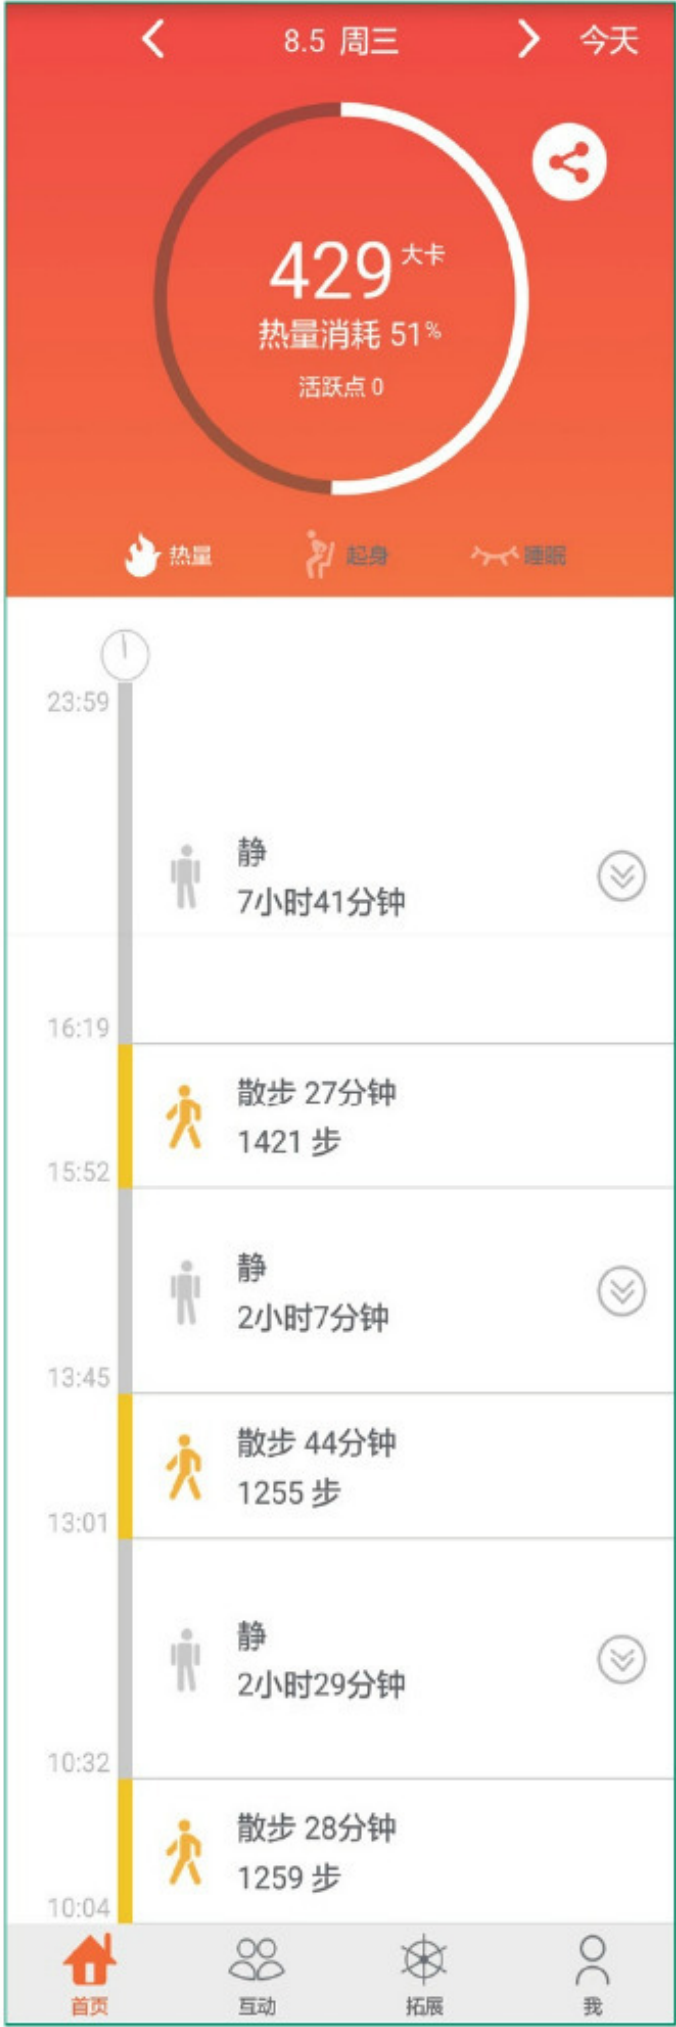 8.5 周三
今天
429 大卡
热量消耗 51%
活跃点 0
热量 起身 睡眠
23:59
静
7小时41分钟
16:19
散步 27分钟
1421 步
15:52
静
2小时7分钟
13:45
散步 44分钟
1255 步
13:01
静
2小时29分钟
10:32
散步 28分钟
1259 步
10:04
首页 互动 拓展 我